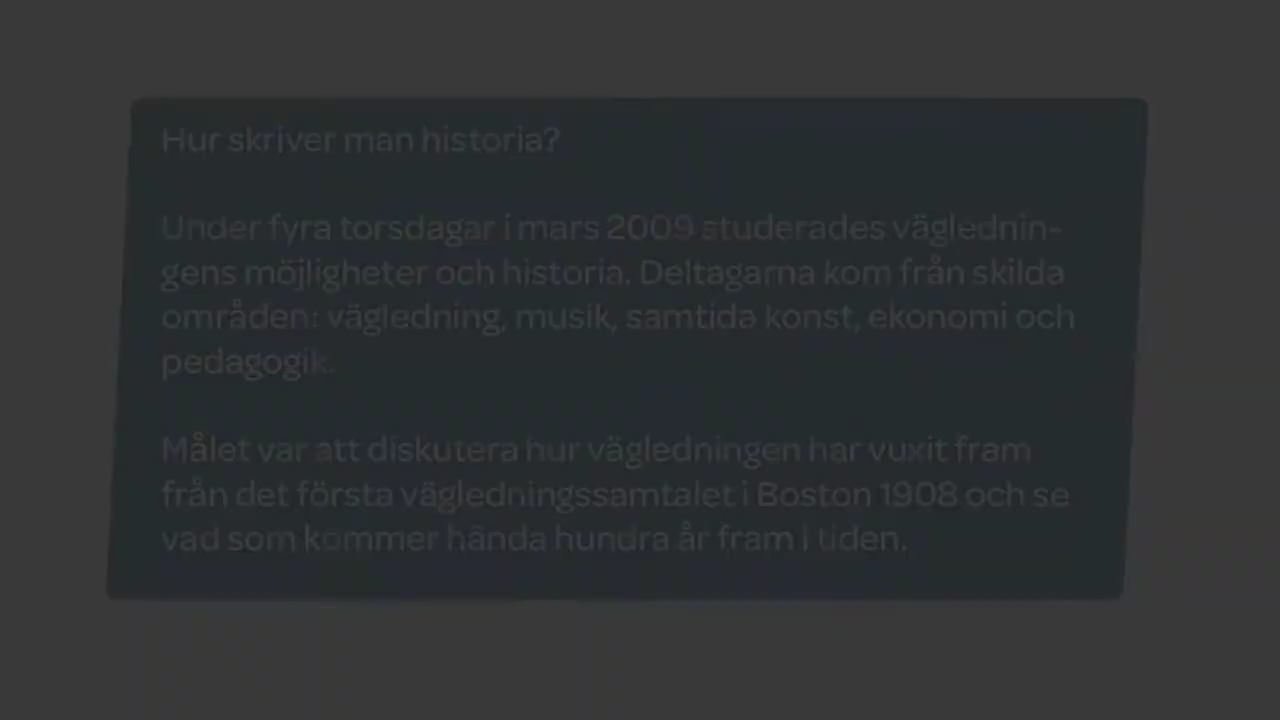 Hur skriver man historia?
Under fyra torsdagar i mars 2009 studerades väglednin-
gens möjligheter och historia. Deltagarna kom från skilda
områden: vägledning, musik, samtida konst, ekonomi och
pedagogik.
Målet var att diskutera hur vägledningen har vuxit fram
från det första vägledningssamtalet i Boston 1908 och se
vad som kommer hända hundra år fram i tiden.